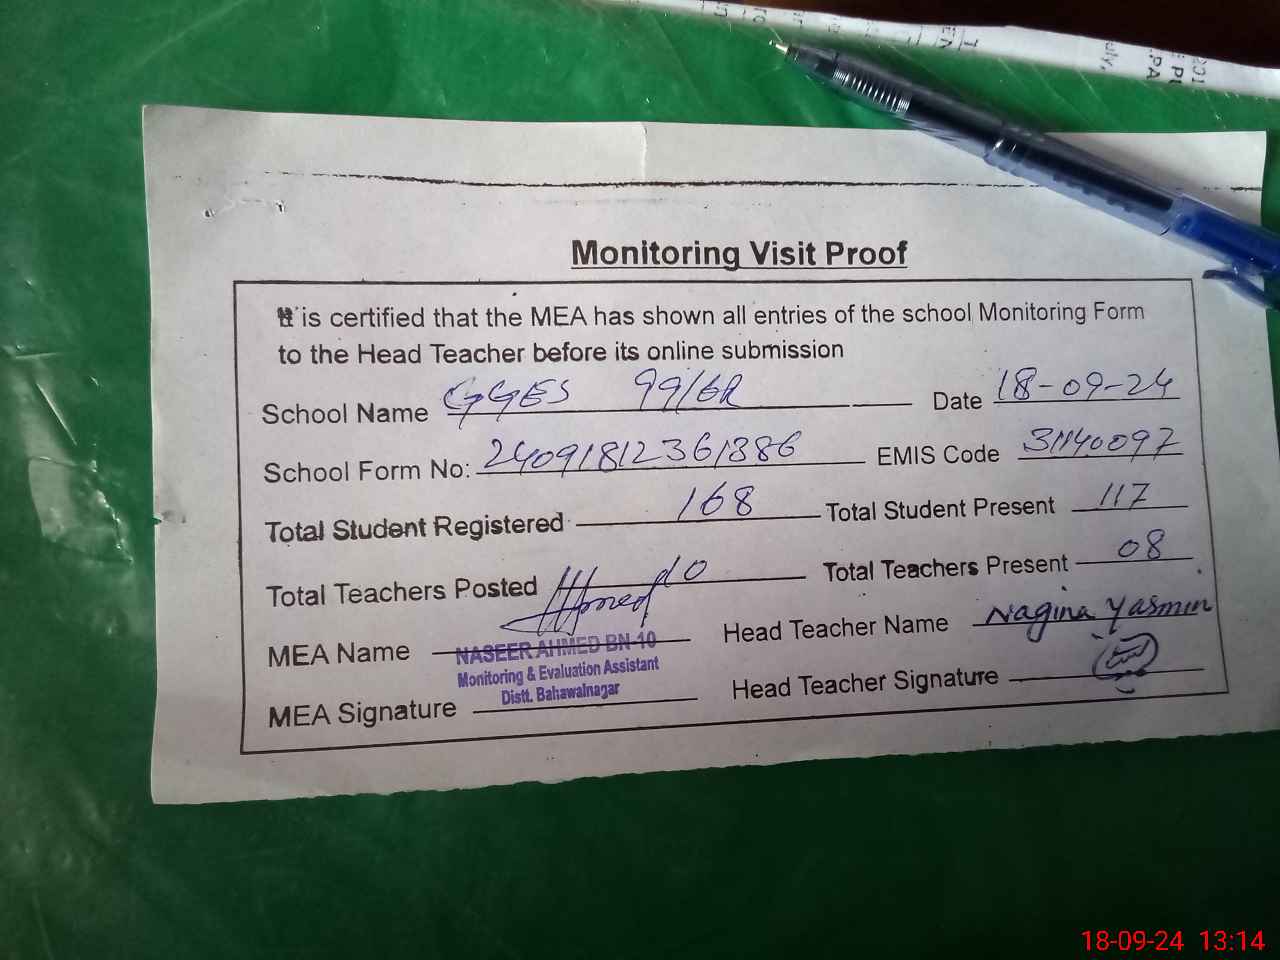 Monitoring Visit Proof
It is certified that the MEA has shown all entries of the school Monitoring Form
to the Head Teacher before its online submission
School Name GGES 99/6R Date 18-09-24
School Form No: 24091812361886 EMIS Code 31140097
Total Student Registered 168 Total Student Present 117
Total Teachers Posted 10 Total Teachers Present 08
MEA Name NASEER AHMED BN-10 Head Teacher Name Nagina Yasmin
Monitoring & Evaluation Assistant
Distt. Bahawalnagar
MEA Signature Head Teacher Signature
18-09-24 13:14